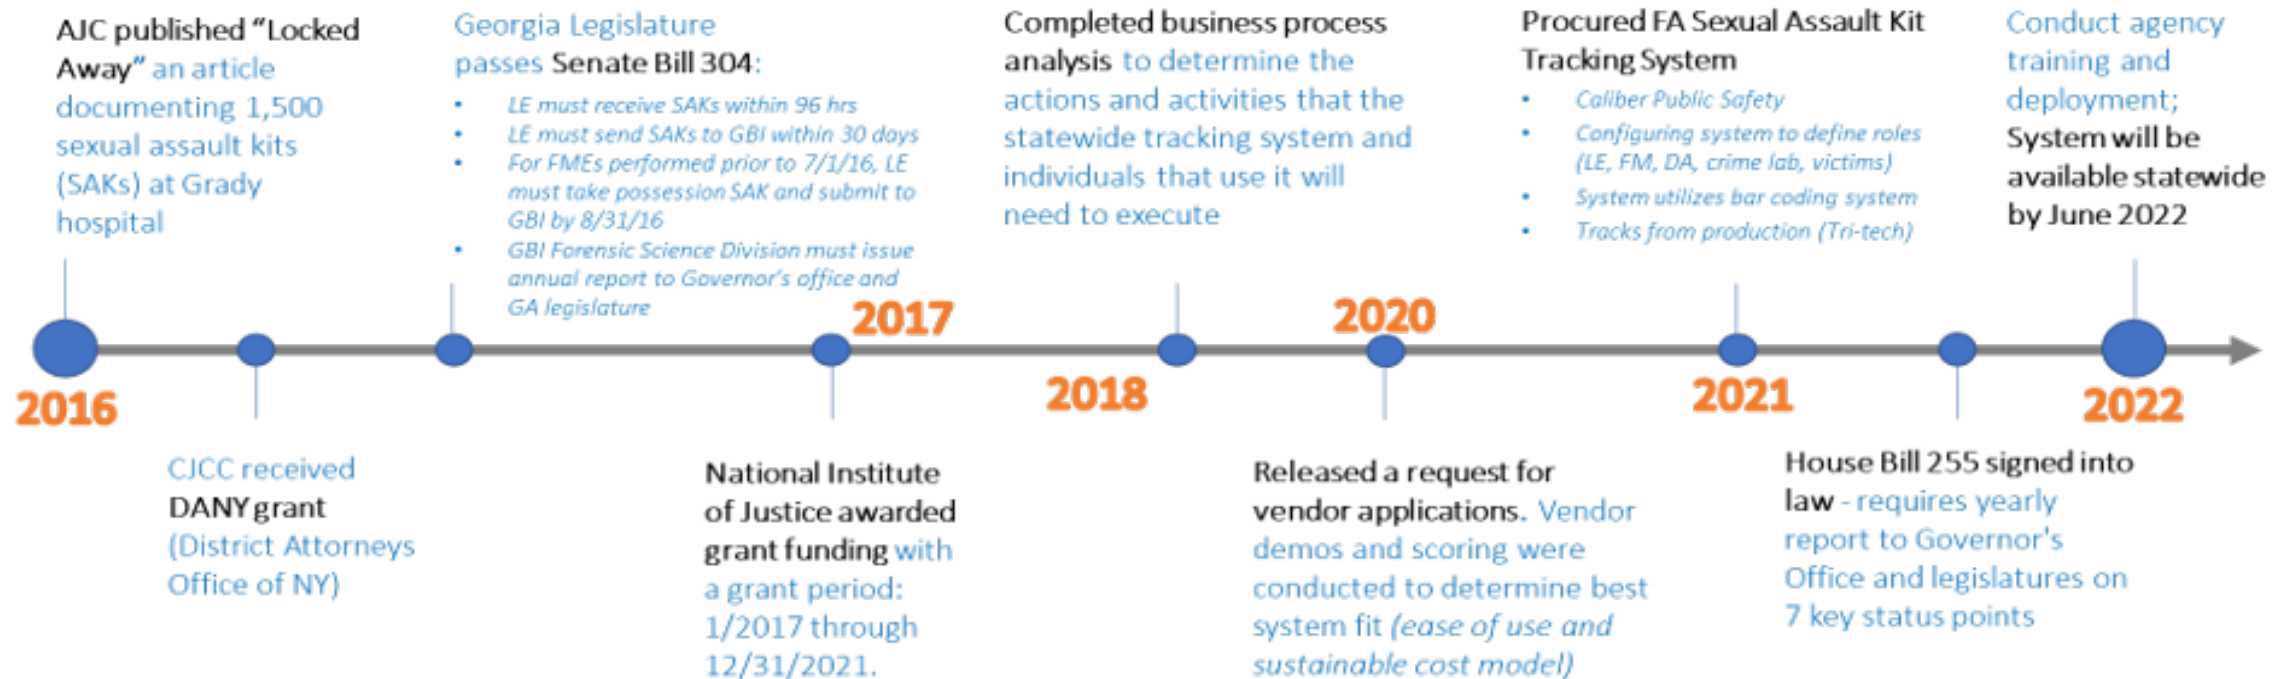 AJC published “Locked
Away” an article
documenting 1,500
sexual assault kits
(SAKs) at Grady
hospital
Georgia Legislature
passes Senate Bill 304:
• LE must receive SAKs within 96 hrs
• LE must send SAKs to GBI within 30 days
• For FMEs performed prior to 7/1/16, LE
must take possession SAK and submit to
GBI by 8/31/16
• GBI Forensic Science Division must issue
annual report to Governor’s office and
GA legislature
Completed business process
analysis to determine the
actions and activities that the
statewide tracking system and
individuals that use it will
need to execute
Procured FA Sexual Assault Kit
Tracking System
• Caliber Public Safety
• Configuring system to define roles
(LE, FM, DA, crime lab, victims)
• System utilizes bar coding system
• Tracks from production (Tri-tech)
Conduct agency
training and
deployment;
System will be
available statewide
by June 2022
2016
2017
2018
2020
2021
2022
CJCC received
DANY grant
(District Attorneys
Office of NY)
National Institute
of Justice awarded
grant funding with
a grant period:
1/2017 through
12/31/2021.
Released a request for
vendor applications. Vendor
demos and scoring were
conducted to determine best
system fit (ease of use and
sustainable cost model)
House Bill 255 signed into
law - requires yearly
report to Governor's
Office and legislatures on
7 key status points